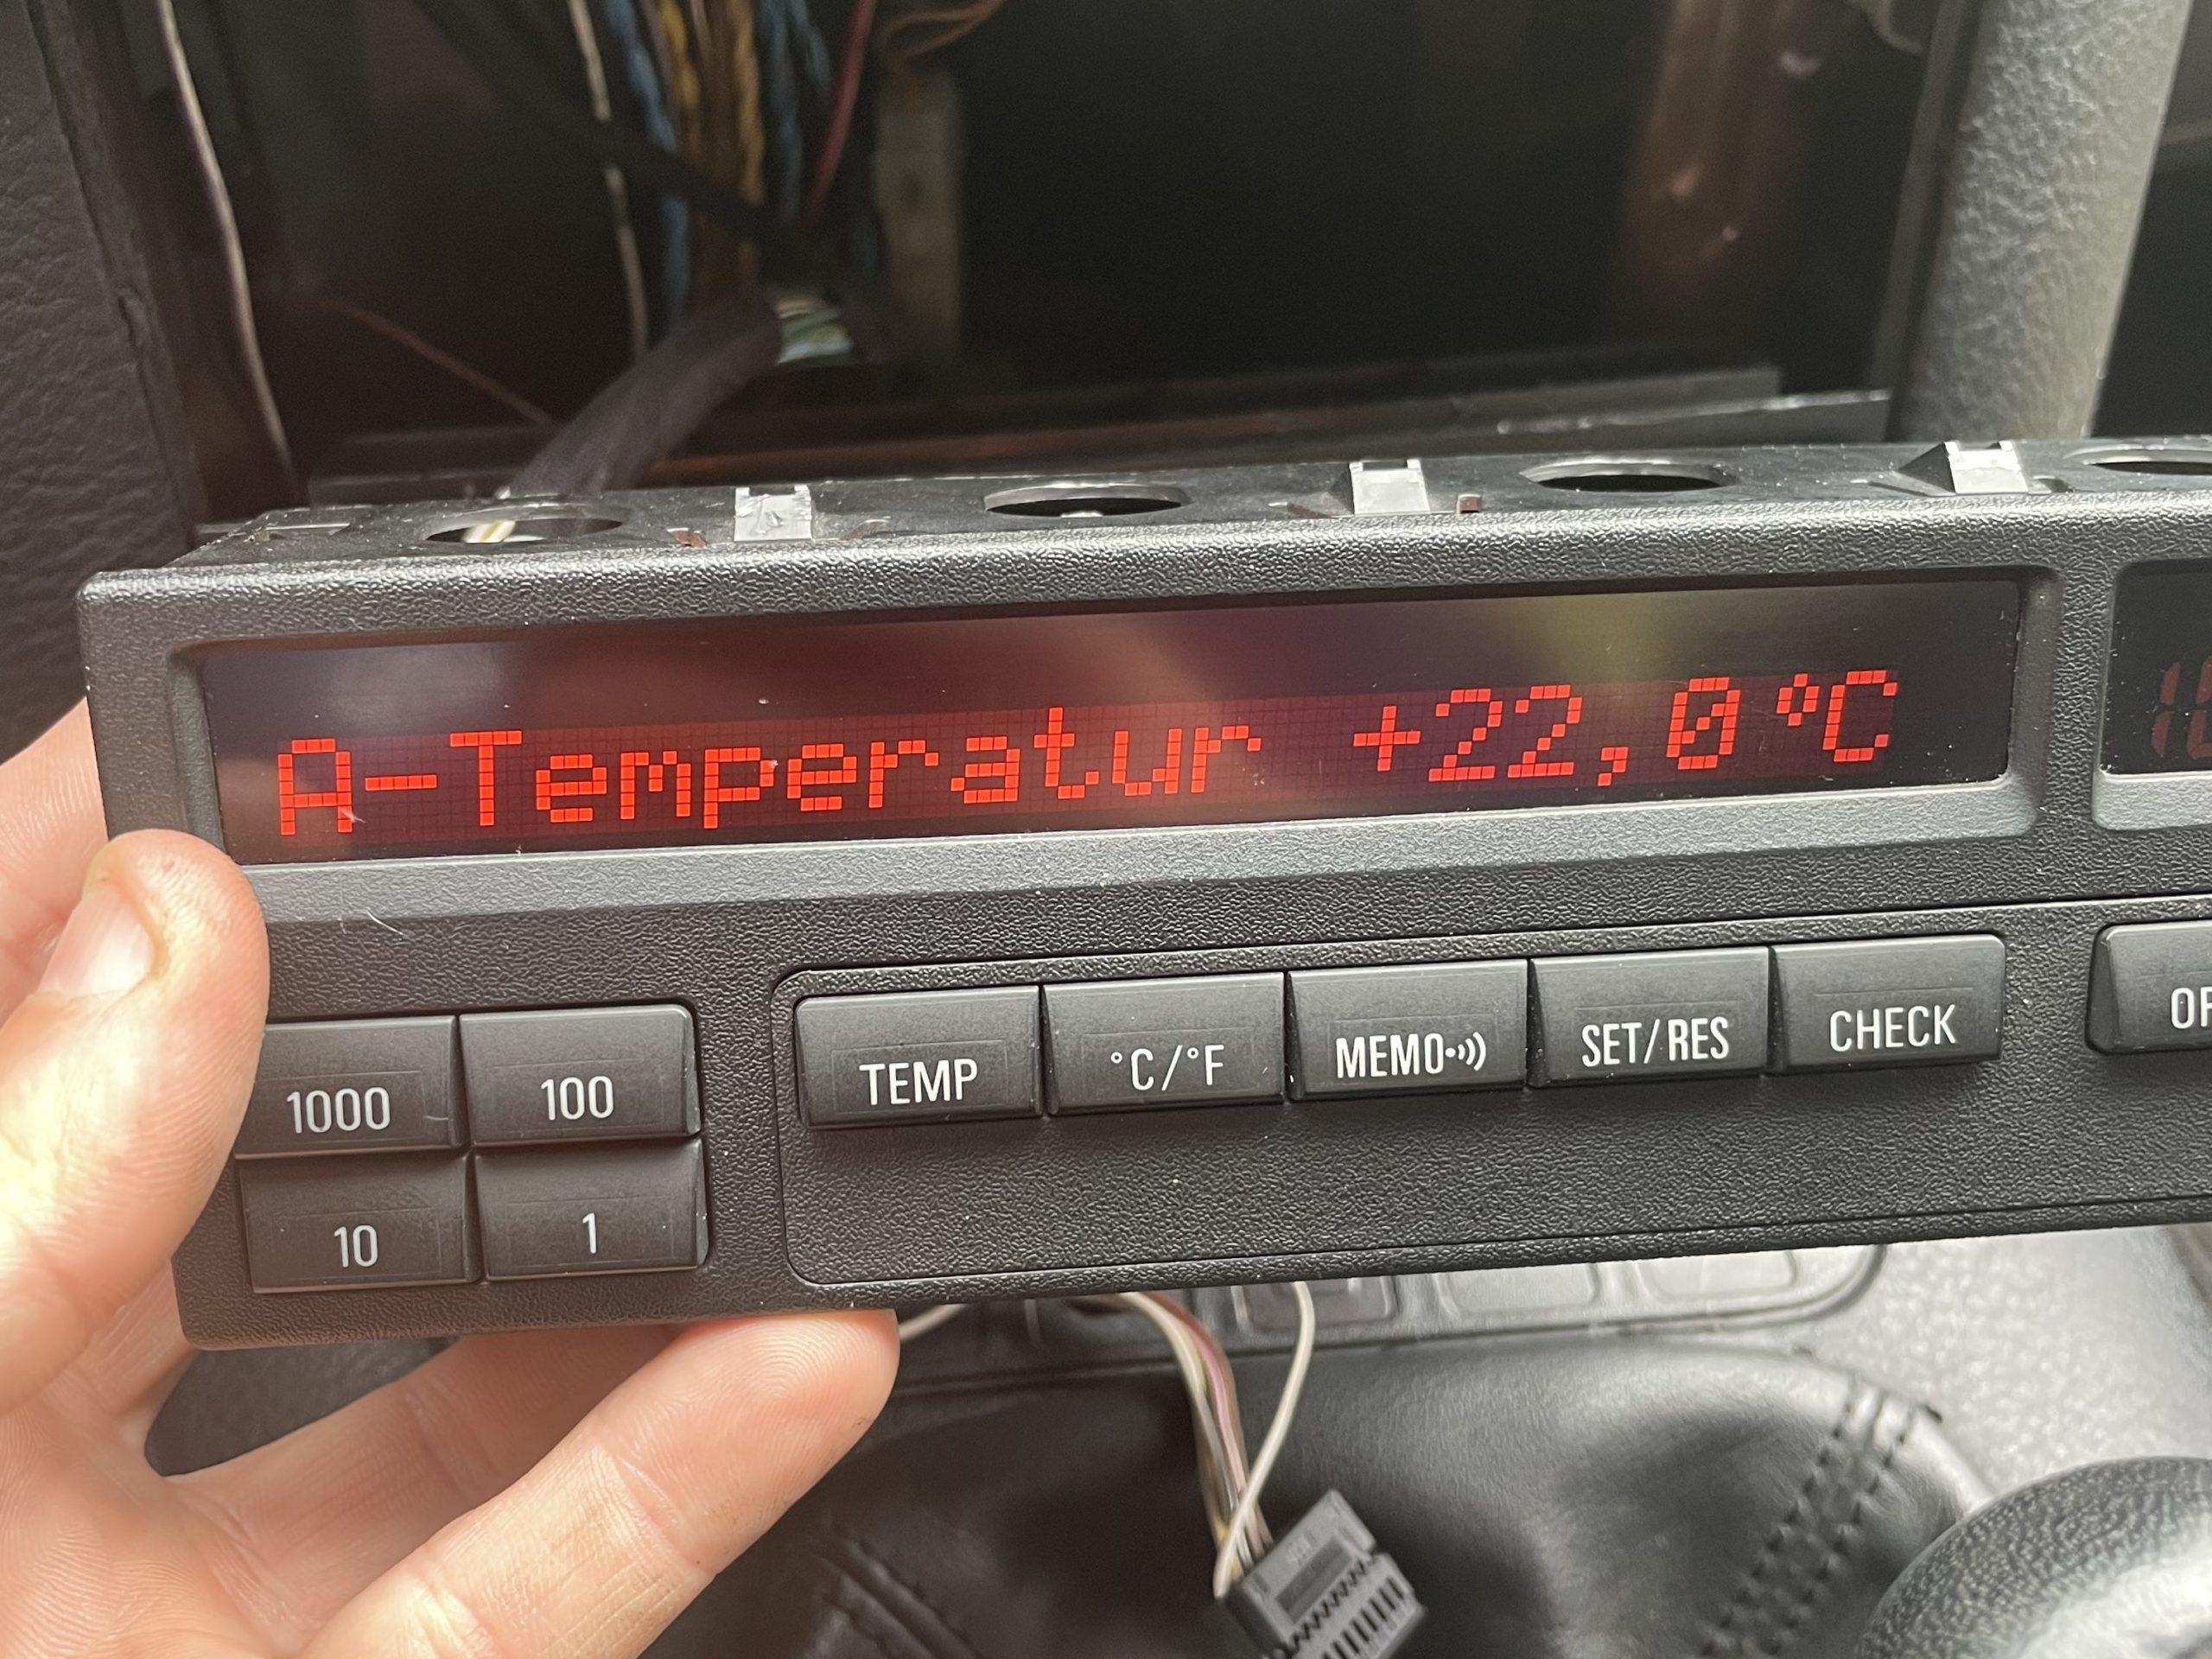 A-Temperatur +22,0°C
1000 100
TEMP °C/°F MEMO SET/RES CHECK
10 1